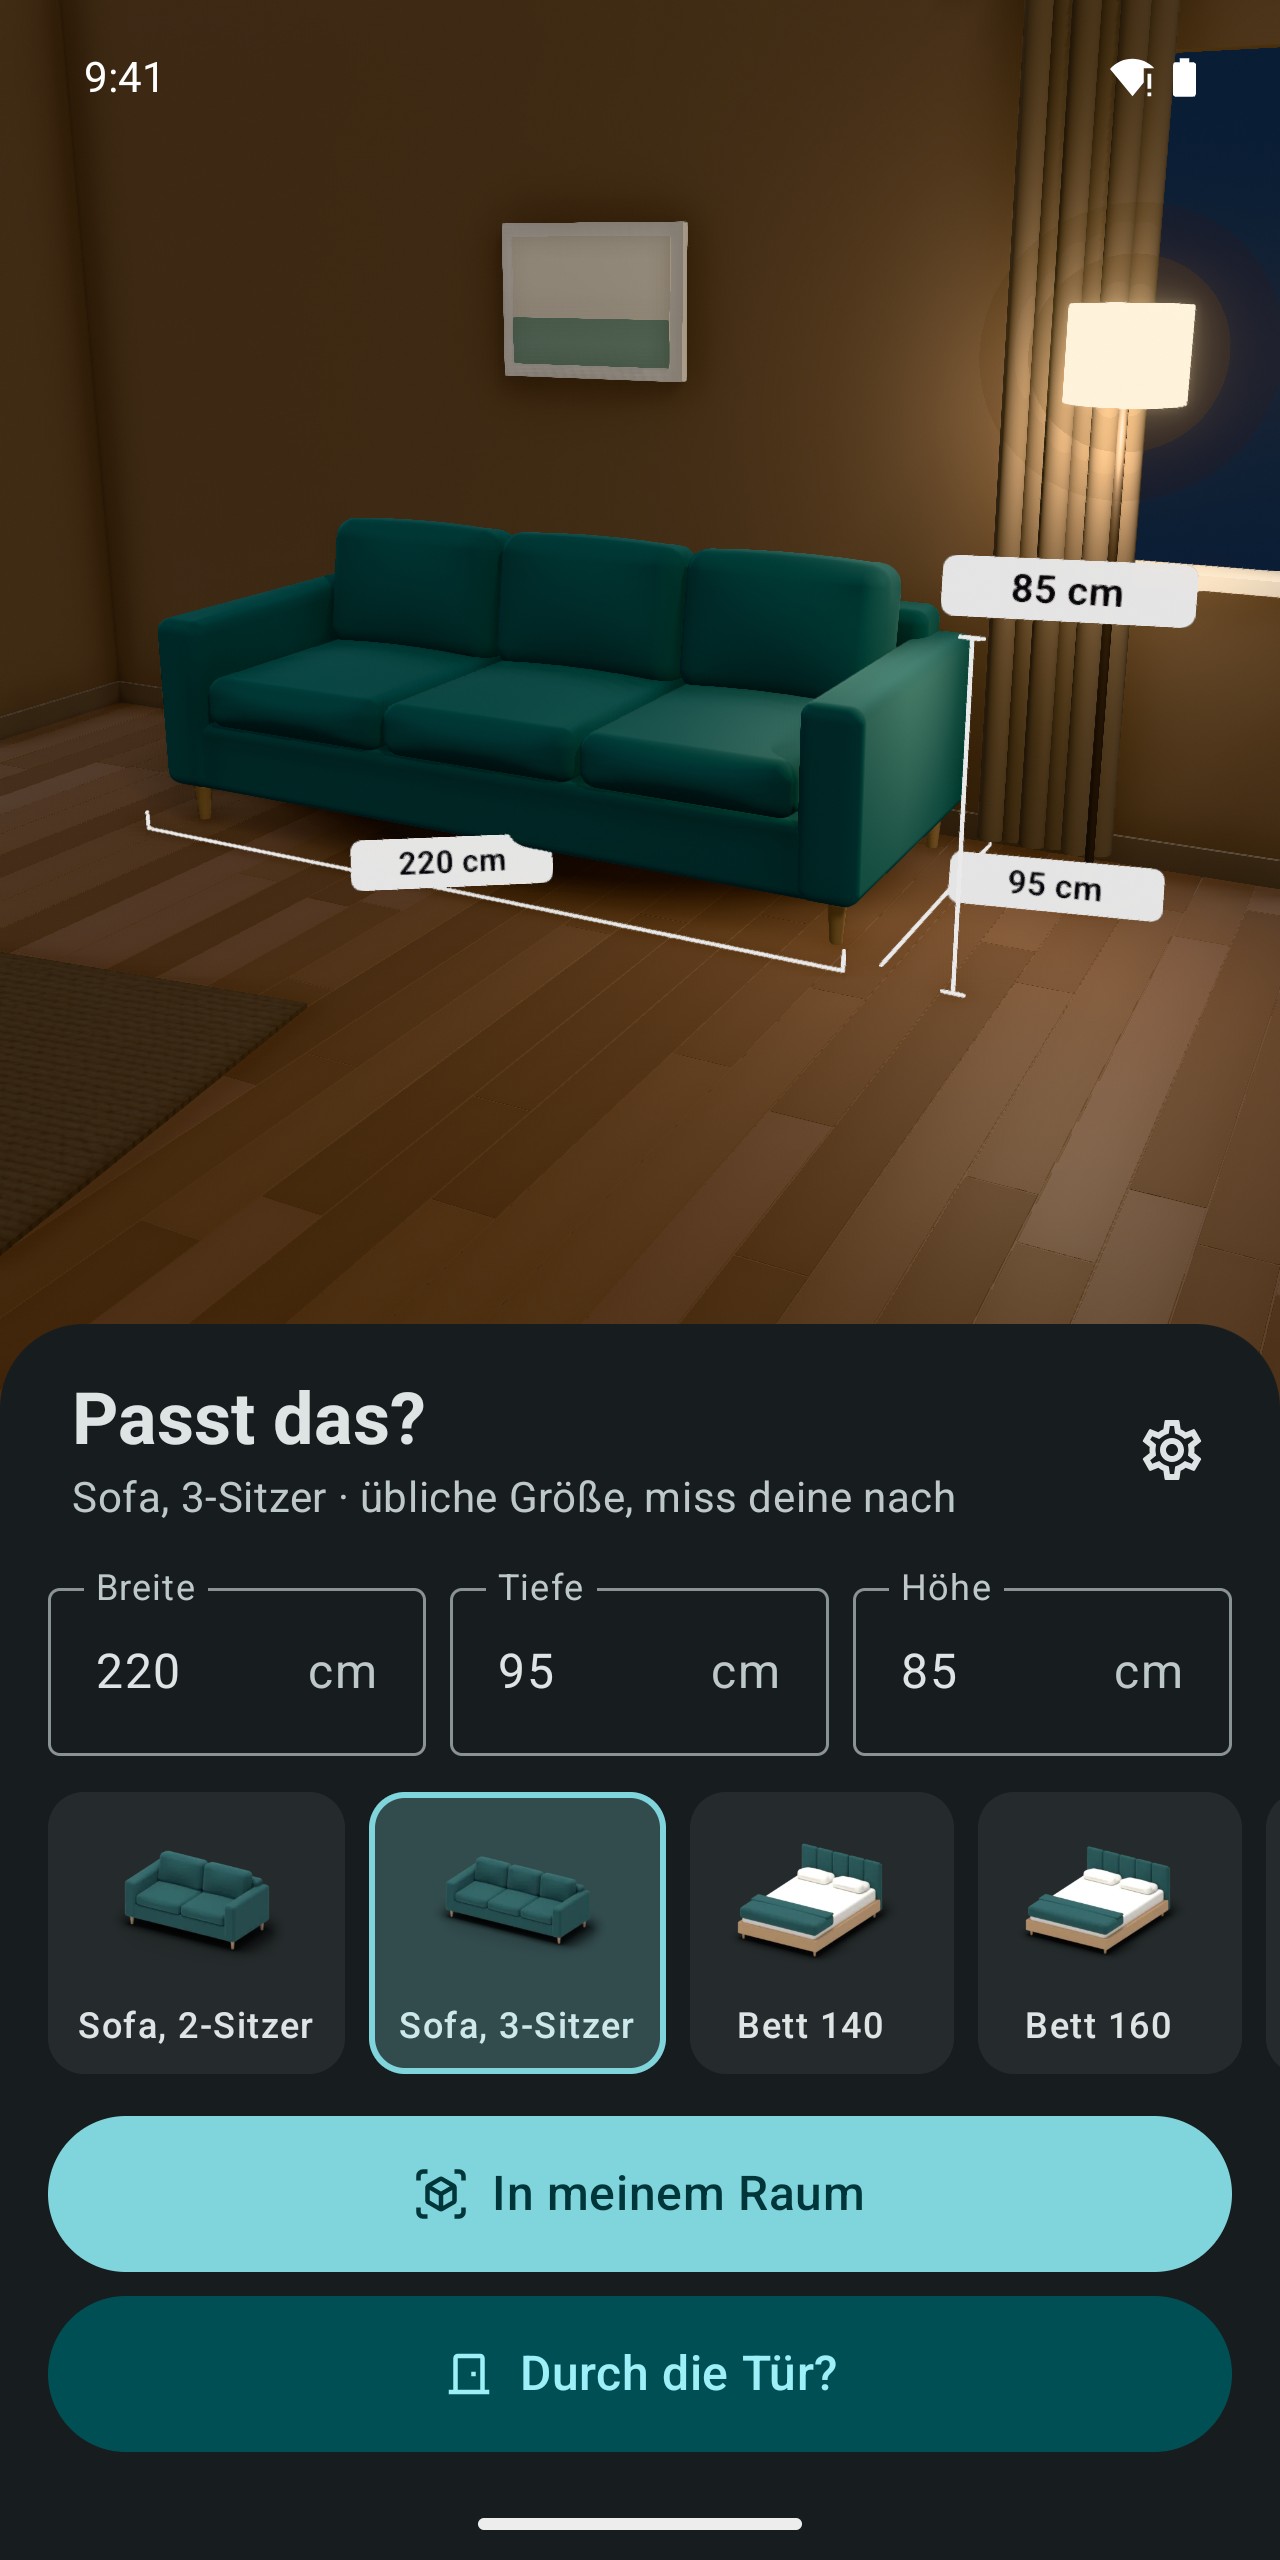 9:41
85 cm
220 cm
95 cm
Passt das?
Sofa, 3-Sitzer · übliche Größe, miss deine nach
Breite
Tiefe
Höhe
220 cm
95 cm
85 cm
Sofa, 2-Sitzer
Sofa, 3-Sitzer
Bett 140
Bett 160
In meinem Raum
Durch die Tür?